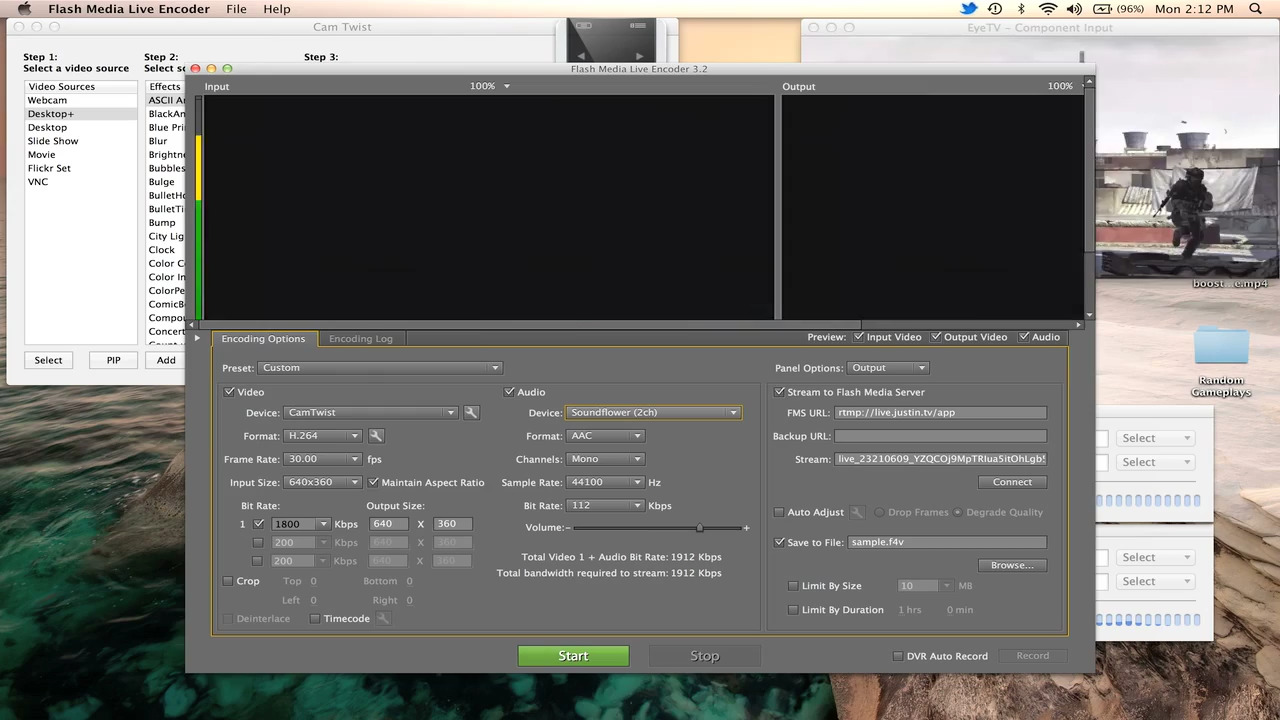 Flash Media Live Encoder File Help
(96%) Mon 2:12 PM
Cam Twist
EyeTV - Component Input
Step 1:
Select a video source
Step 2:
Step 3:
Video Sources
Webcam
Desktop+
Desktop
Slide Show
Movie
Flickr Set
VNC
Effects
Blur
Bulge
Bump
Clock
Select PIP Add
Flash Media Live Encoder 3.2
Input 100%
Output 100%
Encoding Options Encoding Log
Preview: Input Video Output Video Audio
Preset: Custom
Panel Options: Output
Video
Device: CamTwist
Format: H.264
Frame Rate: 30.00 fps
Input Size: 640x360 Maintain Aspect Ratio
Bit Rate: Output Size:
1 1800 Kbps 640 X 360
200 Kbps 640 X 360
200 Kbps 640 X 360
Crop Top 0 Bottom 0
Left 0 Right 0
Deinterlace Timecode
Audio
Device: Soundflower (2ch)
Format: AAC
Channels: Mono
Sample Rate: 44100 Hz
Bit Rate: 112 Kbps
Volume: − +
Total Video 1 + Audio Bit Rate: 1912 Kbps
Total bandwidth required to stream: 1912 Kbps
Stream to Flash Media Server
FMS URL: rtmp://live.justin.tv/app
Backup URL:
Stream:
Connect
Auto Adjust Drop Frames Degrade Quality
Save to File: sample.f4v
Browse...
Limit By Size 10 MB
Limit By Duration 1 hrs 0 min
Start Stop
DVR Auto Record Record
boost...e.mp4
Random
Gameplays
Select
Select
Select
Select